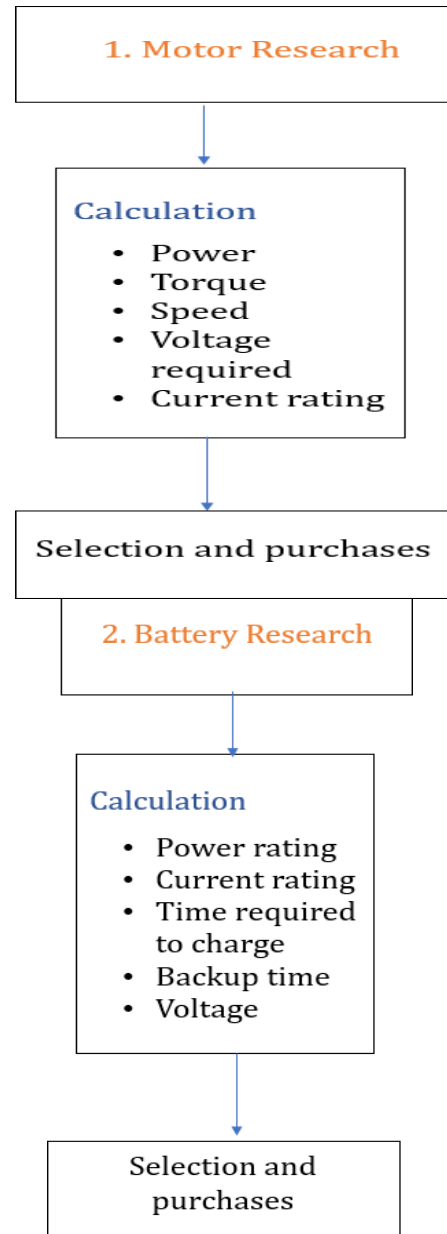 1. Motor Research
Calculation
• Power
• Torque
• Speed
• Voltage
required
• Current rating
Selection and purchases
2. Battery Research
Calculation
• Power rating
• Current rating
• Time required
to charge
• Backup time
• Voltage
Selection and
purchases